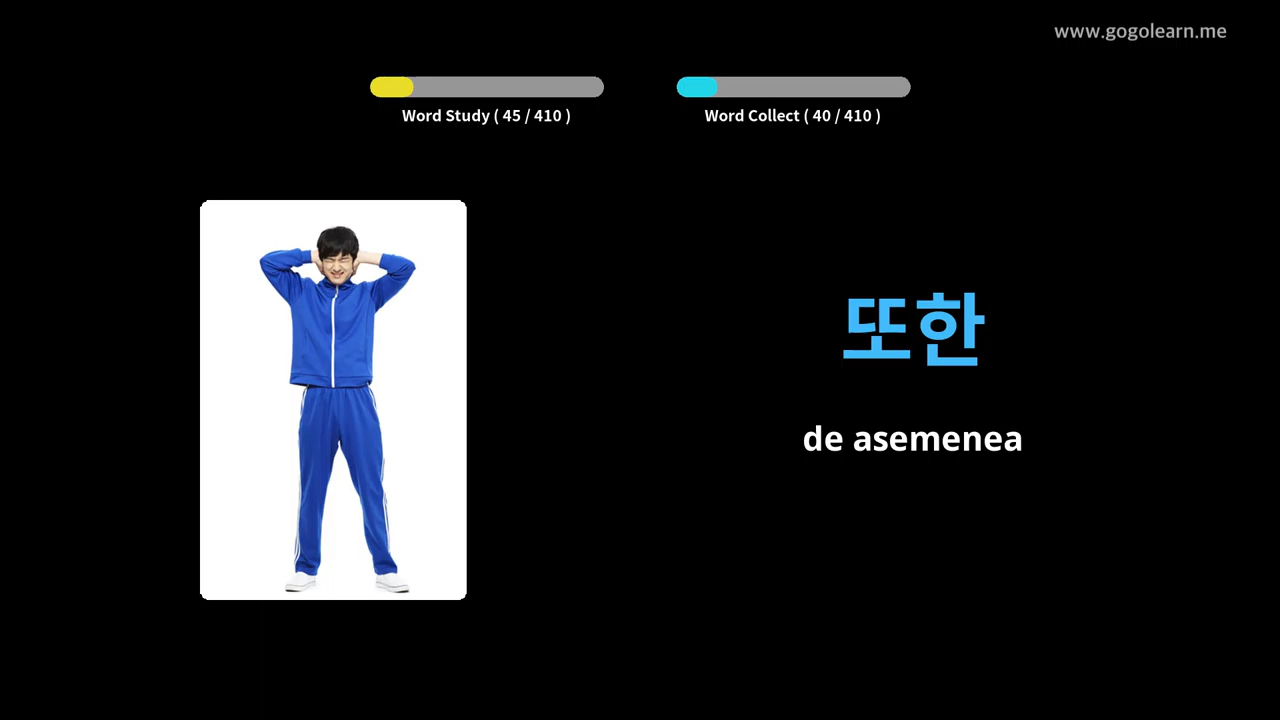 www.gogolearn.me
Word Study ( 45 / 410 )
Word Collect ( 40 / 410 )
또한
de asemenea